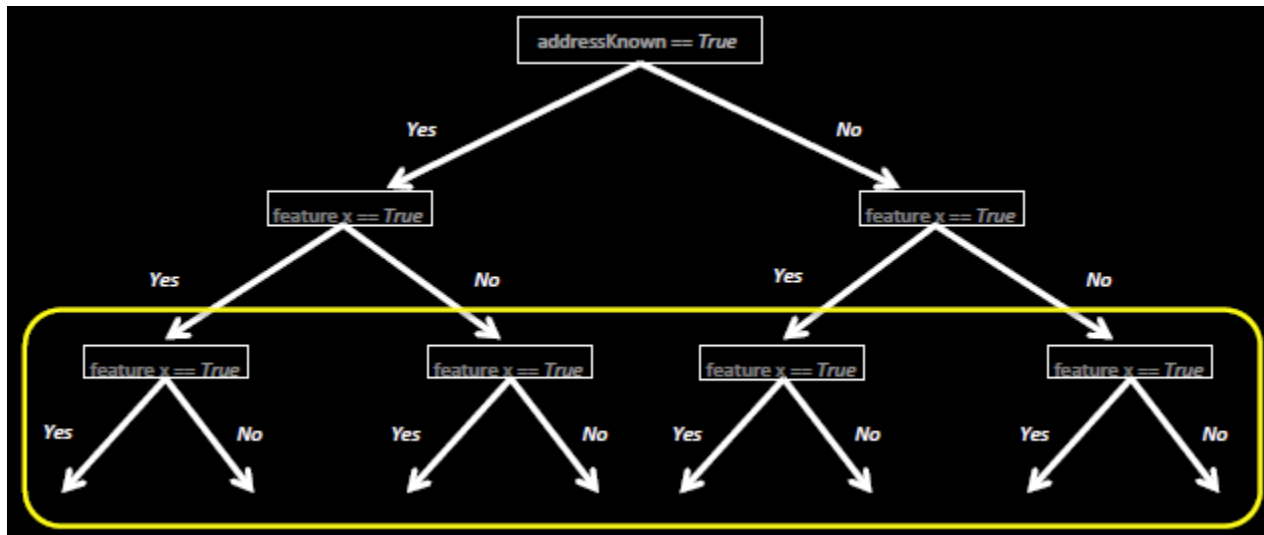 addressKnown == True
Yes No
feature x == True feature x == True
Yes No Yes No
feature x == True feature x == True feature x == True feature x == True
Yes No Yes No Yes No Yes No